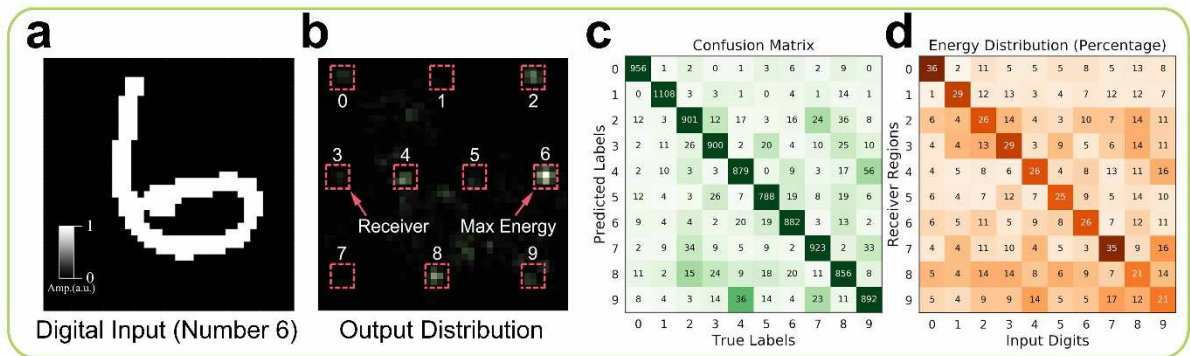 a
1
0
Amp.(a.u.)
Digital Input (Number 6)
b
0 1 2
3 4 5 6
Receiver Max Energy
7 8 9
Output Distribution
c
Confusion Matrix
Predicted Labels
0 956 1 2 0 1 3 6 2 9 0
1 0 1108 3 3 1 0 4 1 14 1
2 12 3 901 12 17 3 16 24 36 8
3 2 11 26 900 2 20 4 10 25 10
4 2 10 3 3 879 0 9 3 17 56
5 12 4 3 26 7 788 19 8 19 6
6 9 2 4 4 20 19 882 3 13 2
7 2 9 34 9 5 9 2 923 2 33
8 11 2 15 24 9 18 20 11 856 8
9 8 4 3 14 36 14 4 23 11 892
0 1 2 3 4 5 6 7 8 9
True Labels
d
Energy Distribution (Percentage)
Receiver Regions
0 36 2 11 5 5 5 8 5 13 8
1 1 29 12 13 3 4 7 12 12 7
2 6 4 26 14 4 3 10 7 14 11
3 4 4 13 29 3 9 5 7 14 11
4 4 5 7 6 26 4 8 13 11 16
5 6 4 7 12 7 25 9 5 14 10
6 6 5 11 5 9 8 26 7 12 11
7 4 4 11 10 4 5 3 35 9 16
8 5 4 14 14 8 6 6 7 21 14
9 5 5 9 9 14 5 5 17 12 21
0 1 2 3 4 5 6 7 8 9
Input Digits